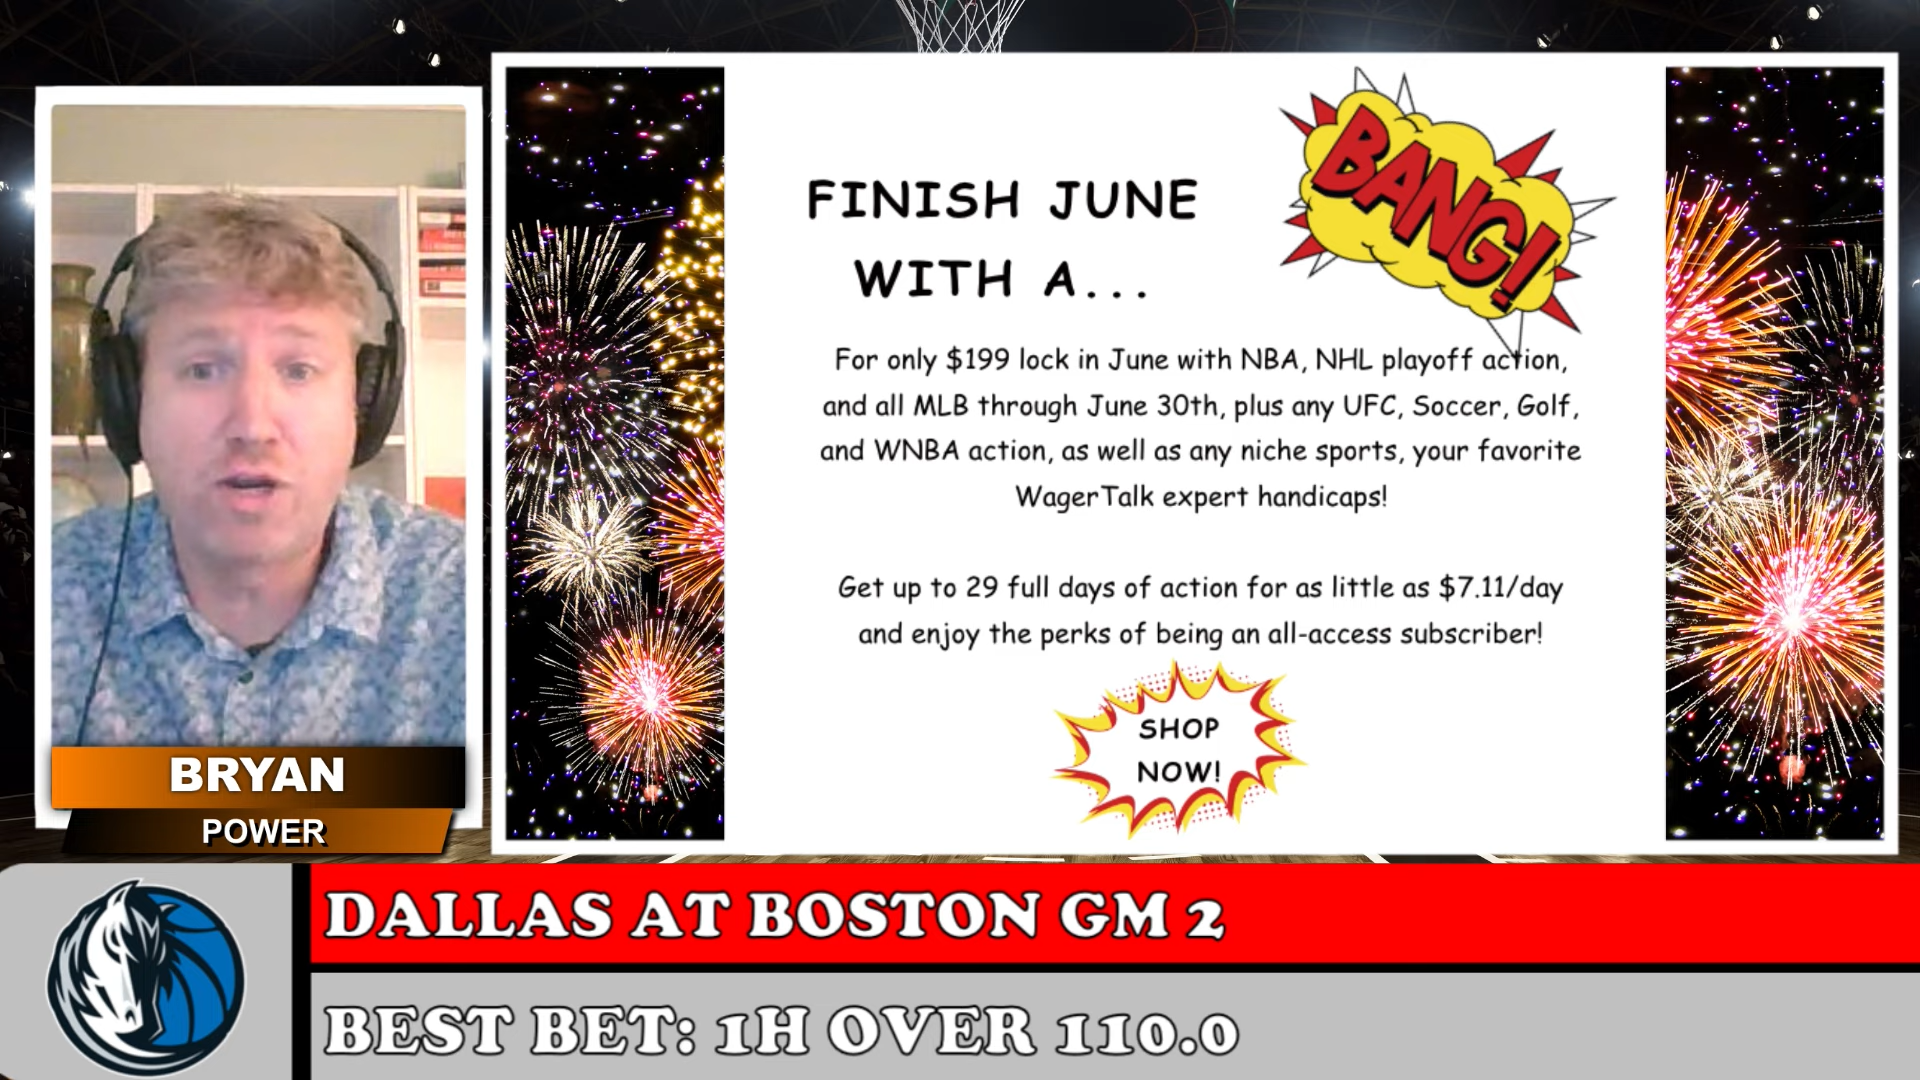 FINISH JUNE
WITH A...
BANG!
For only $199 lock in June with NBA, NHL playoff action,
and all MLB through June 30th, plus any UFC, Soccer, Golf,
and WNBA action, as well as any niche sports, your favorite
WagerTalk expert handicaps!
Get up to 29 full days of action for as little as $7.11/day
and enjoy the perks of being an all-access subscriber!
SHOP
NOW!
BRYAN
POWER
DALLAS AT BOSTON GM 2
BEST BET: 1H OVER 110.0